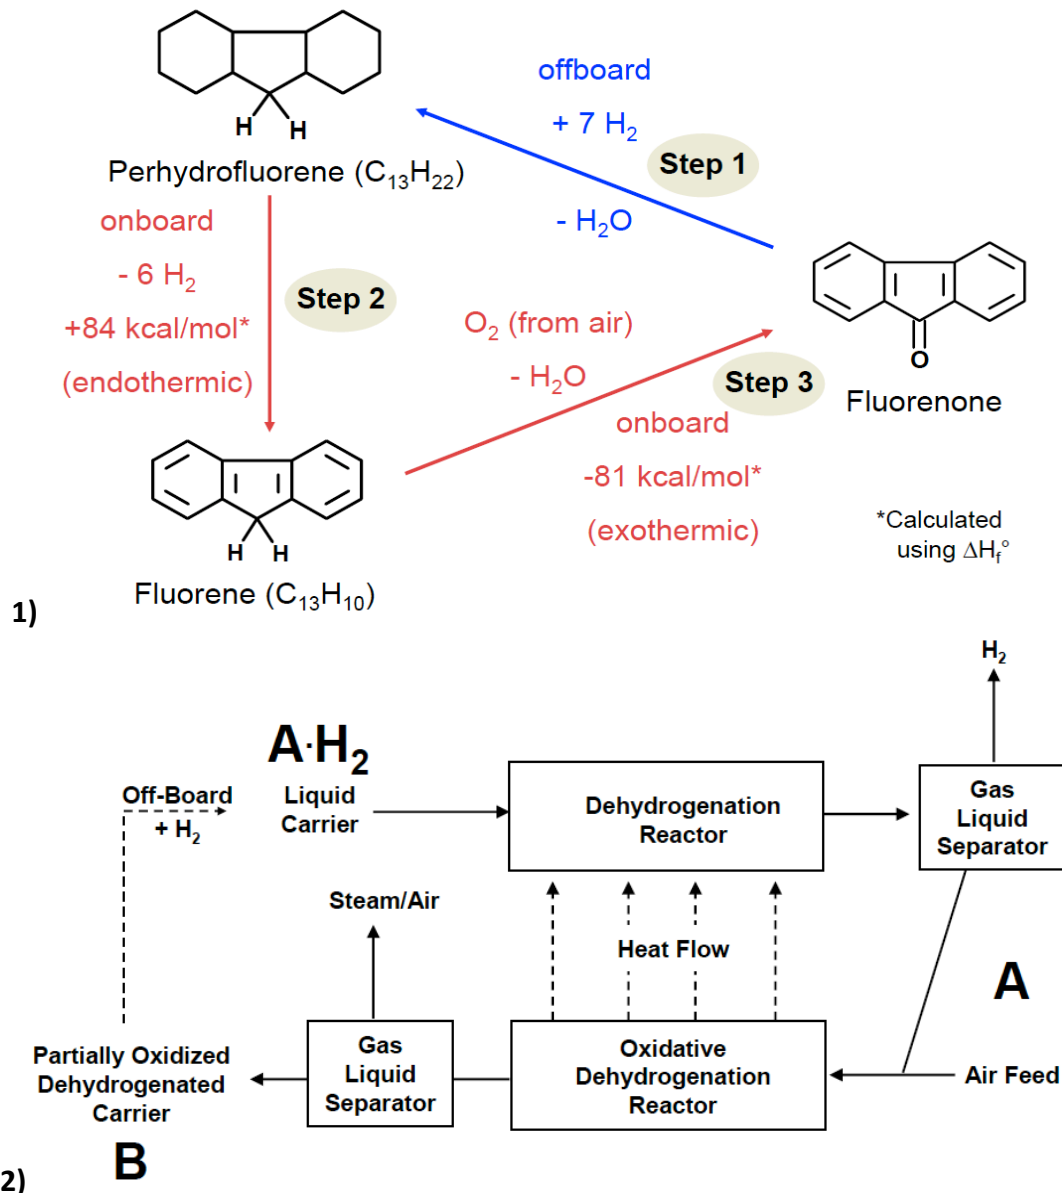 offboard
+ 7 H₂
Step 1
- H₂O
H H
Perhydrofluorene (C₁₃H₂₂)
onboard
- 6 H₂
+84 kcal/mol*
(endothermic)
Step 2
O₂ (from air)
- H₂O
Step 3
onboard
-81 kcal/mol*
(exothermic)
O
Fluorenone
*Calculated
using ΔHf°
H H
Fluorene (C₁₃H₁₀)
1)
H₂
A·H₂
Off-Board
+ H₂
Liquid
Carrier
Dehydrogenation
Reactor
Gas
Liquid
Separator
Steam/Air
Heat Flow
A
Partially Oxidized
Dehydrogenated
Carrier
Gas
Liquid
Separator
Oxidative
Dehydrogenation
Reactor
Air Feed
B
2)